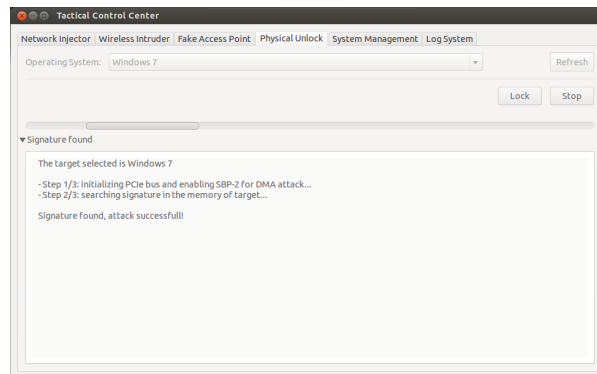 Tactical Control Center
Network Injector Wireless Intruder Fake Access Point Physical Unlock System Management Log System
Operating System: Windows 7 Refresh
Lock Stop
Signature found
The target selected is Windows 7
- Step 1/3: initializing PCIe bus and enabling SBP-2 for DMA attack...
- Step 2/3: searching signature in the memory of target...
Signature found, attack successfull!